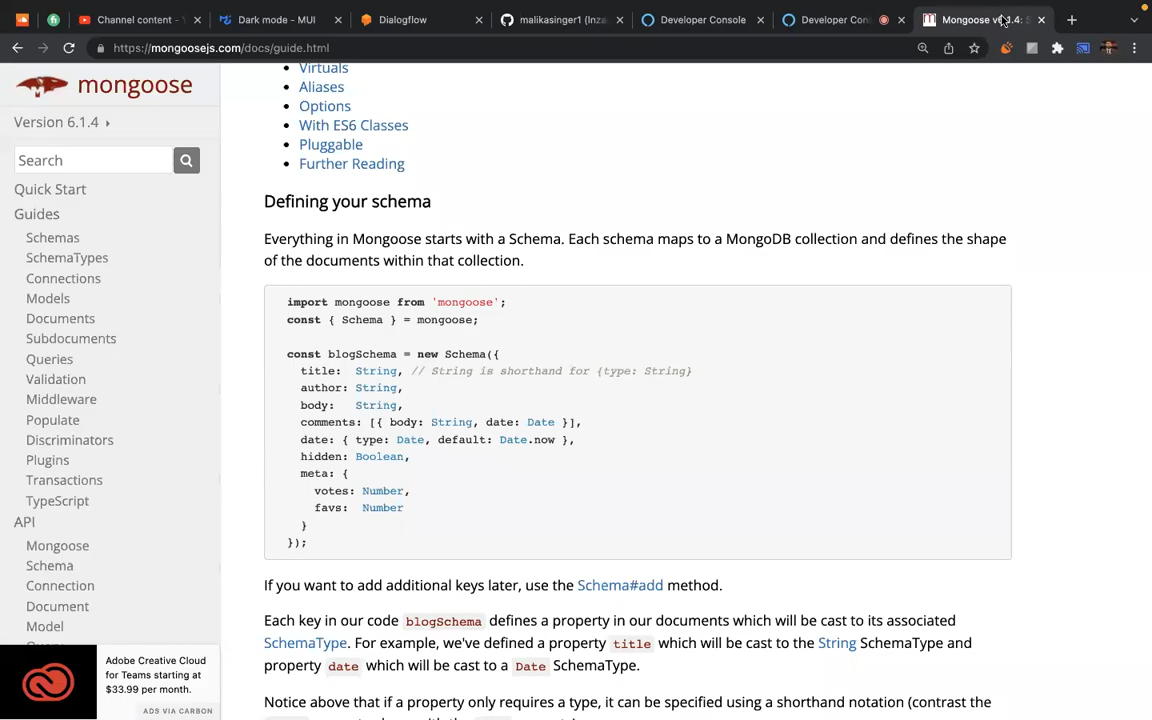 Channel content - Y
Dark mode - MUI
Dialogflow
malikasinger1 (Inza
Developer Console
Developer Con
Mongoose v
.1.4: S
https://mongoosejs.com/docs/guide.html
mongoose
Version 6.1.4
Search
Quick Start
Guides
Schemas
SchemaTypes
Connections
Models
Documents
Subdocuments
Queries
Validation
Middleware
Populate
Discriminators
Plugins
Transactions
TypeScript
API
Mongoose
Schema
Connection
Document
Model
Adobe Creative Cloud
for Teams starting at
$33.99 per month.
ADS VIA CARBON
Virtuals
Aliases
Options
With ES6 Classes
Pluggable
Further Reading
Defining your schema
Everything in Mongoose starts with a Schema. Each schema maps to a MongoDB collection and defines the shape
of the documents within that collection.
import mongoose from 'mongoose';
const { Schema } = mongoose;
const blogSchema = new Schema({
title: String, // String is shorthand for {type: String}
author: String,
body: String,
comments: [{ body: String, date: Date }],
date: { type: Date, default: Date.now },
hidden: Boolean,
meta: {
votes: Number,
favs: Number
}
});
If you want to add additional keys later, use the Schema#add method.
Each key in our code blogSchema defines a property in our documents which will be cast to its associated
SchemaType. For example, we've defined a property title which will be cast to the String SchemaType and
property date which will be cast to a Date SchemaType.
Notice above that if a property only requires a type, it can be specified using a shorthand notation (contrast the